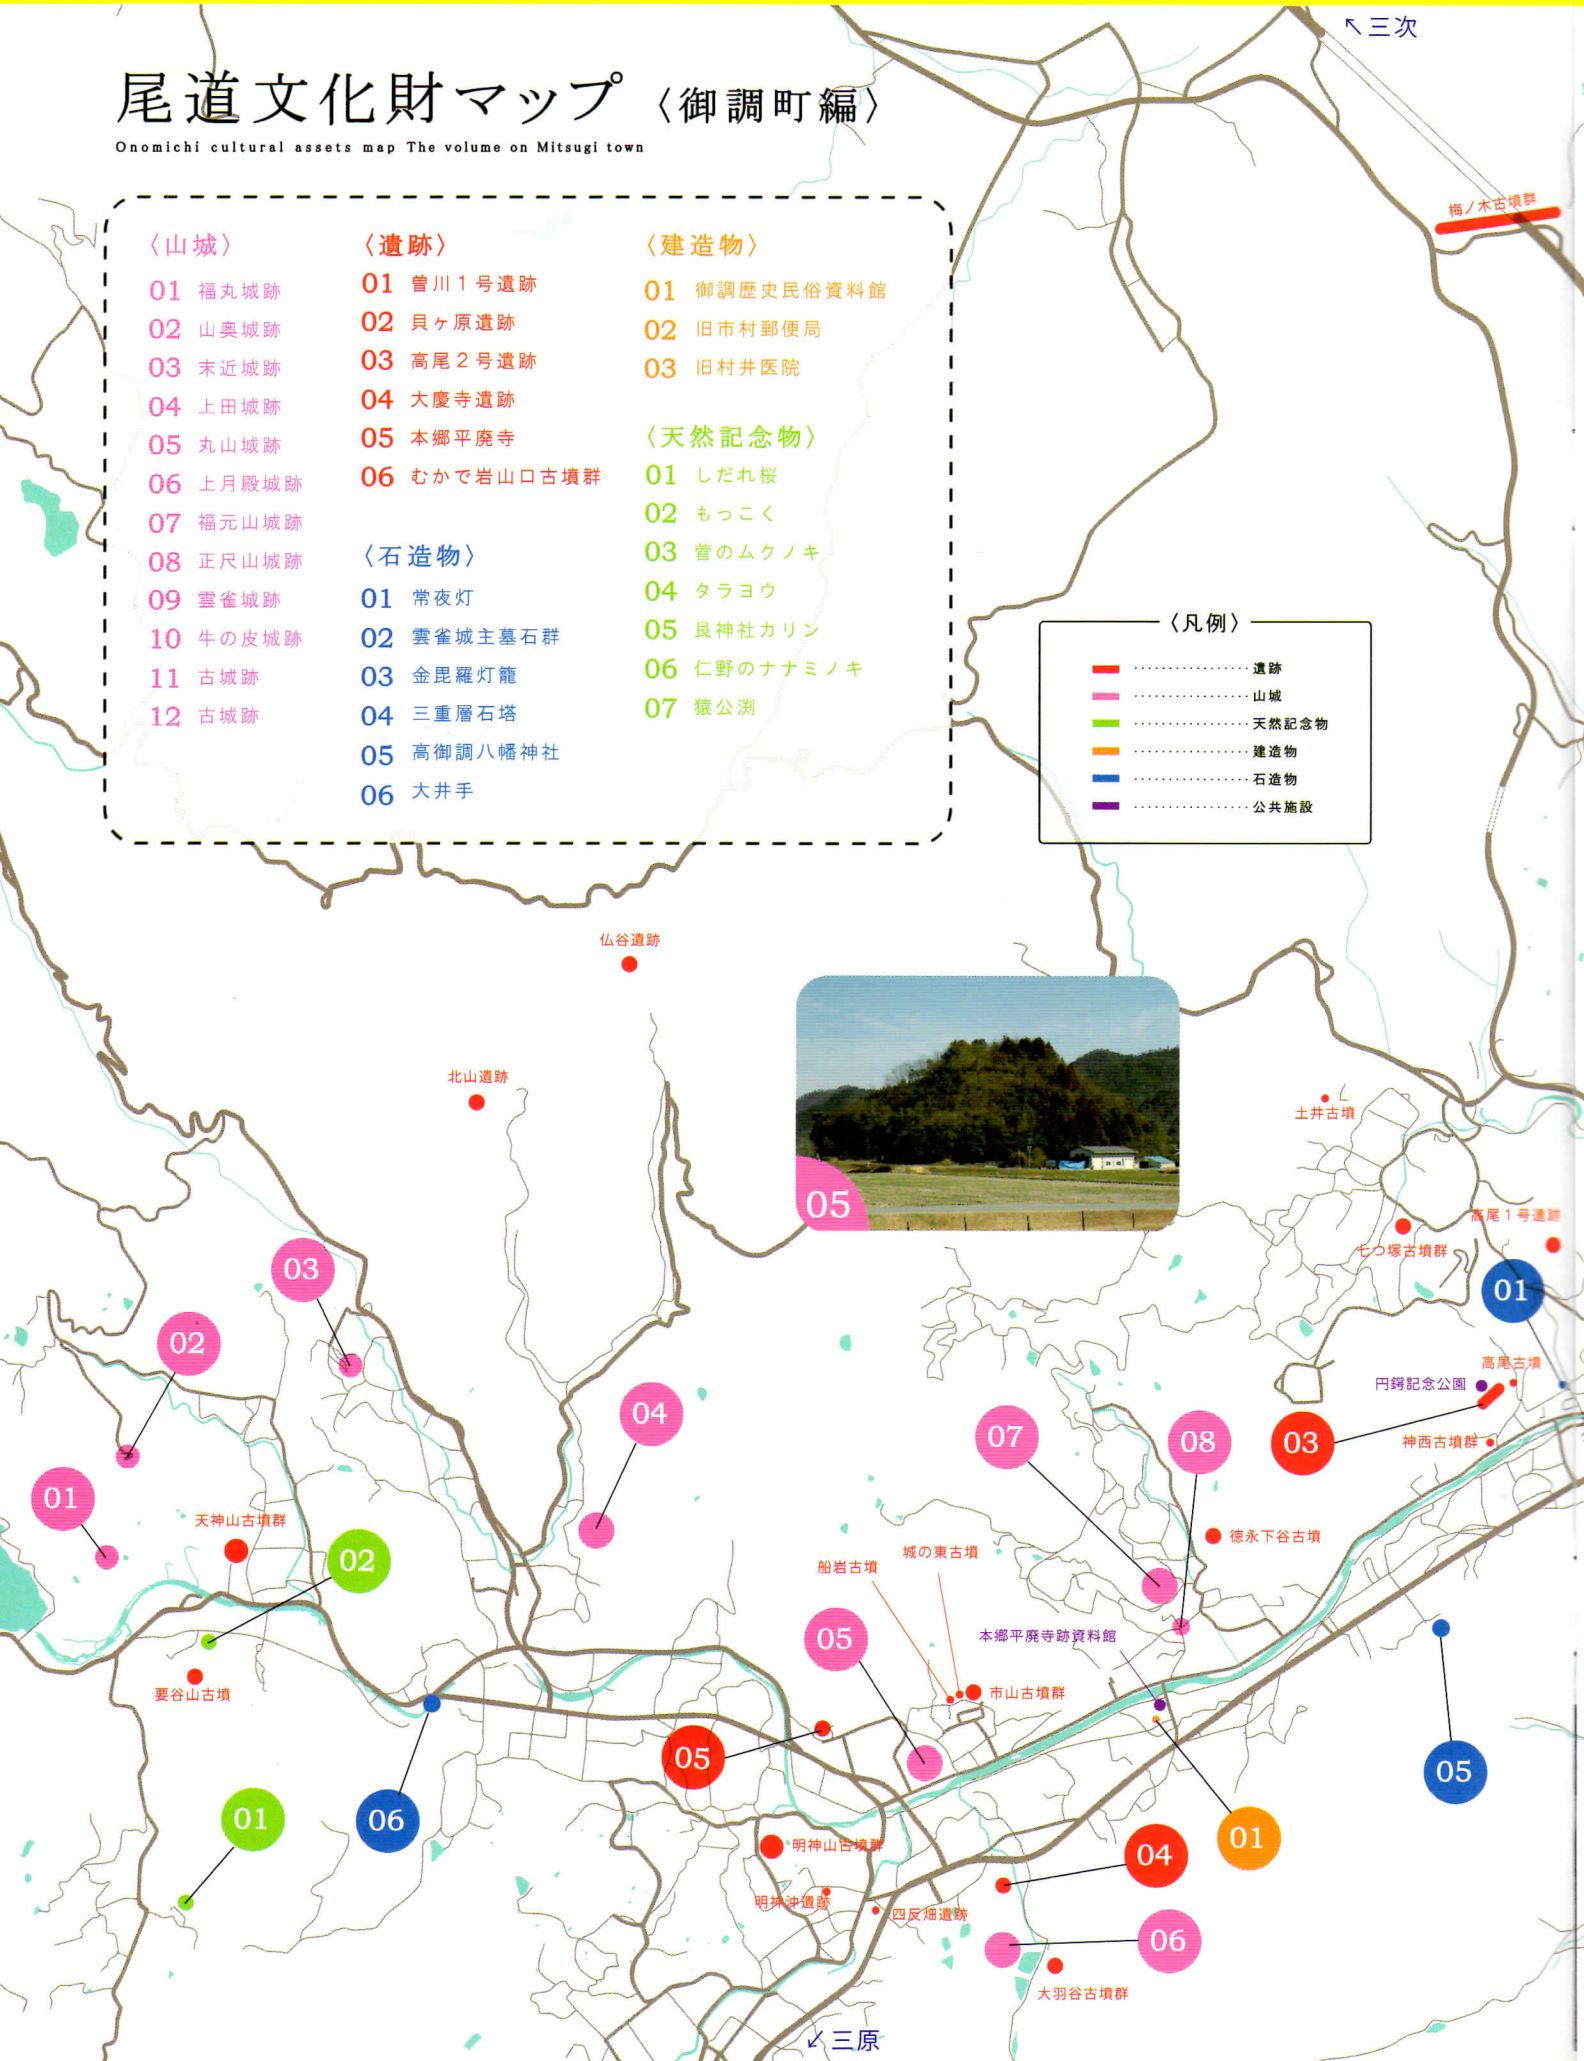 ↖三次
尾道文化財マップ〈御調町編〉
Onomichi cultural assets map The volume on Mitsugi town
〈山城〉
01 福丸城跡
02 山奥城跡
03 末近城跡
04 上田城跡
05 丸山城跡
06 上月殿城跡
07 福元山城跡
08 正尺山城跡
09 雲雀城跡
10 牛の皮城跡
11 古城跡
12 古城跡
〈遺跡〉
01 曽川1号遺跡
02 貝ヶ原遺跡
03 高尾2号遺跡
04 大慶寺遺跡
05 本郷平廃寺
06 むかで岩山口古墳群
〈石造物〉
01 常夜灯
02 雲雀城主墓石群
03 金毘羅灯籠
04 三重層石塔
05 高御調八幡神社
06 大井手
〈建造物〉
01 御調歴史民俗資料館
02 旧市村郵便局
03 旧村井医院
〈天然記念物〉
01 しだれ桜
02 もっこく
03 菅のムクノキ
04 タラヨウ
05 艮神社カリン
06 仁野のナナミノキ
07 猿公渕
梅ノ木古墳群
〈凡例〉
遺跡
山城
天然記念物
建造物
石造物
公共施設
仏谷遺跡
北山遺跡
05
土井古墳
高尾1号遺跡
七つ塚古墳群
01
03
02
高尾古墳
円鍔記念公園
04
07
08
03
神西古墳群
01
天神山古墳群
02
徳永下谷古墳
城の東古墳
船岩古墳
05
本郷平廃寺跡資料館
要谷山古墳
市山古墳群
05
05
01
06
01
明神山古墳群
04
明神沖遺跡
四反畑遺跡
06
大羽谷古墳群
↙三原